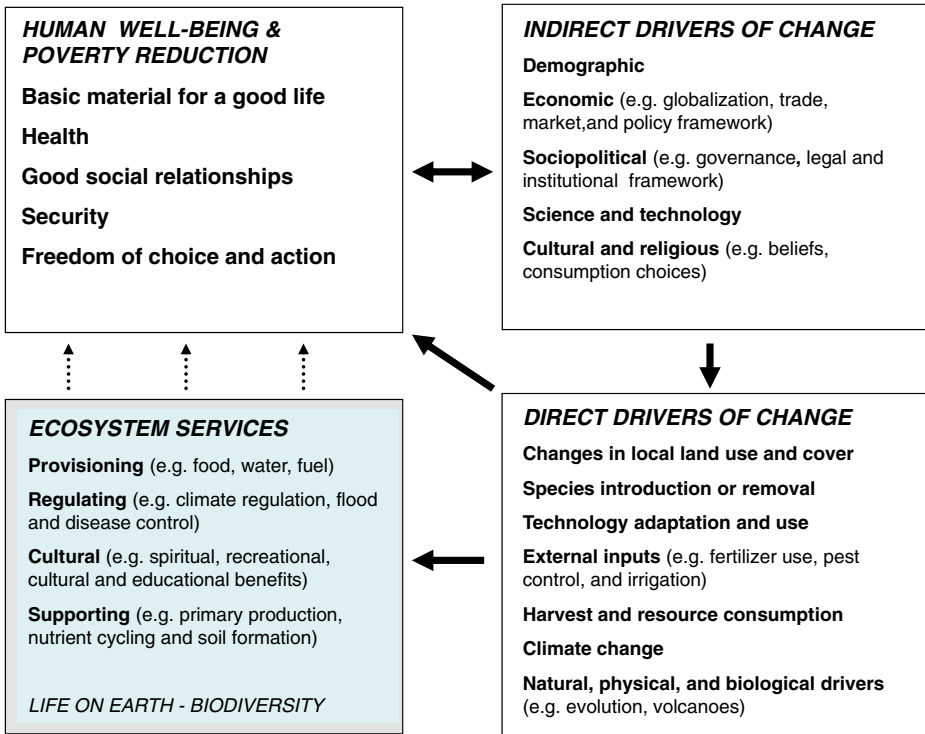 HUMAN WELL-BEING &
POVERTY REDUCTION
Basic material for a good life
Health
Good social relationships
Security
Freedom of choice and action
INDIRECT DRIVERS OF CHANGE
Demographic
Economic (e.g. globalization, trade,
market,and policy framework)
Sociopolitical (e.g. governance, legal and
institutional framework)
Science and technology
Cultural and religious (e.g. beliefs,
consumption choices)
ECOSYSTEM SERVICES
Provisioning (e.g. food, water, fuel)
Regulating (e.g. climate regulation, flood
and disease control)
Cultural (e.g. spiritual, recreational,
cultural and educational benefits)
Supporting (e.g. primary production,
nutrient cycling and soil formation)
LIFE ON EARTH - BIODIVERSITY
DIRECT DRIVERS OF CHANGE
Changes in local land use and cover
Species introduction or removal
Technology adaptation and use
External inputs (e.g. fertilizer use, pest
control, and irrigation)
Harvest and resource consumption
Climate change
Natural, physical, and biological drivers
(e.g. evolution, volcanoes)